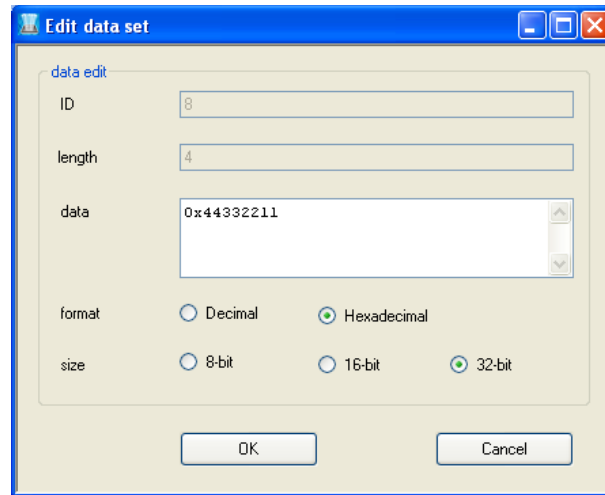 Edit data set
data edit
ID 8
length 4
data 0x44332211
format Decimal Hexadecimal
size 8-bit 16-bit 32-bit
OK Cancel